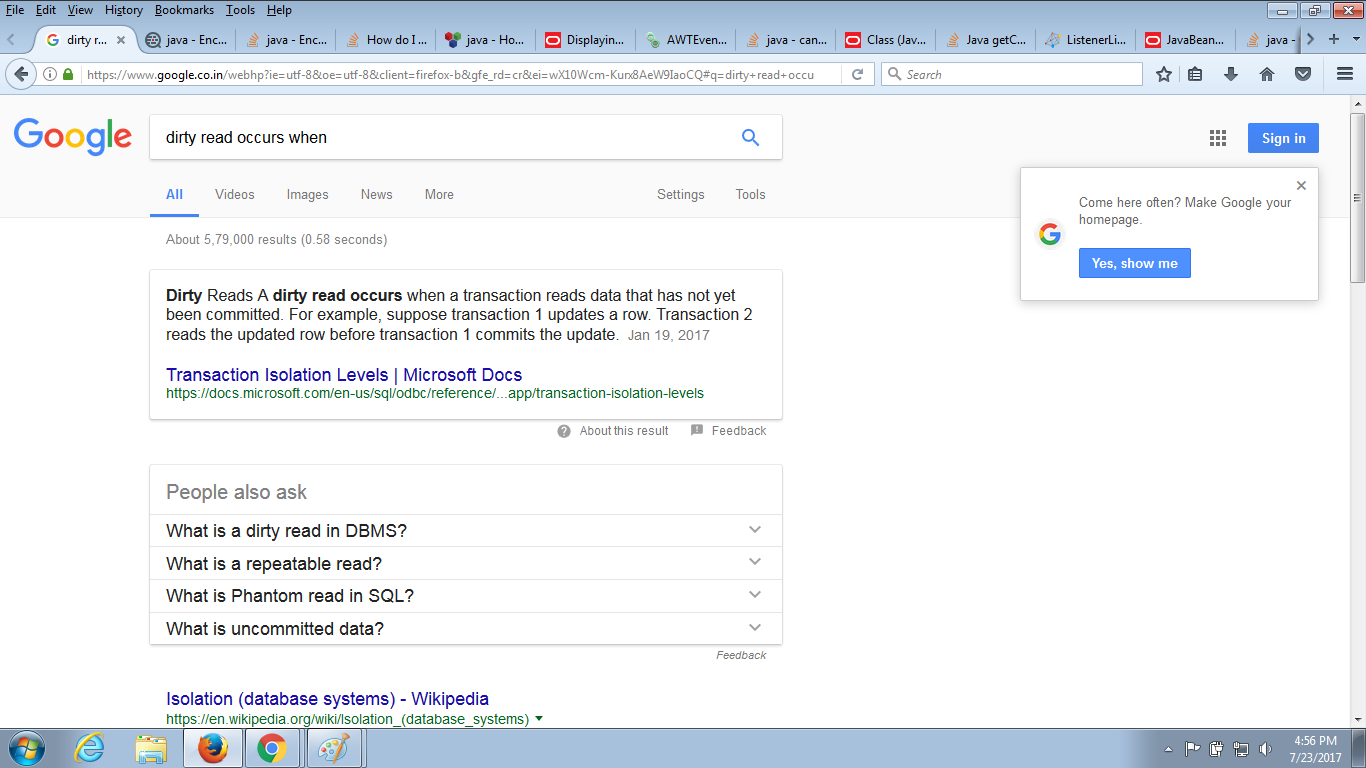 File Edit View History Bookmarks Tools Help
dirty r... java - Enc... java - Enc... How do I ... java - Ho... Displayin... AWTEven... java - can... Class (Jav... Java getC... ListenerLi... JavaBean... java -
https://www.google.co.in/webhp?ie=utf-8&oe=utf-8&client=firefox-b&gfe_rd=cr&ei=wX10Wcm-Kurx8AeW9IaoCQ#q=dirty+read+occu Search
Google dirty read occurs when Sign in
All Videos Images News More Settings Tools
Come here often? Make Google your
homepage.
Yes, show me
About 5,79,000 results (0.58 seconds)
Dirty Reads A dirty read occurs when a transaction reads data that has not yet
been committed. For example, suppose transaction 1 updates a row. Transaction 2
reads the updated row before transaction 1 commits the update. Jan 19, 2017
Transaction Isolation Levels | Microsoft Docs
https://docs.microsoft.com/en-us/sql/odbc/reference/...app/transaction-isolation-levels
About this result Feedback
People also ask
What is a dirty read in DBMS?
What is a repeatable read?
What is Phantom read in SQL?
What is uncommitted data?
Feedback
Isolation (database systems) - Wikipedia
https://en.wikipedia.org/wiki/Isolation_(database_systems)
4:56 PM
7/23/2017